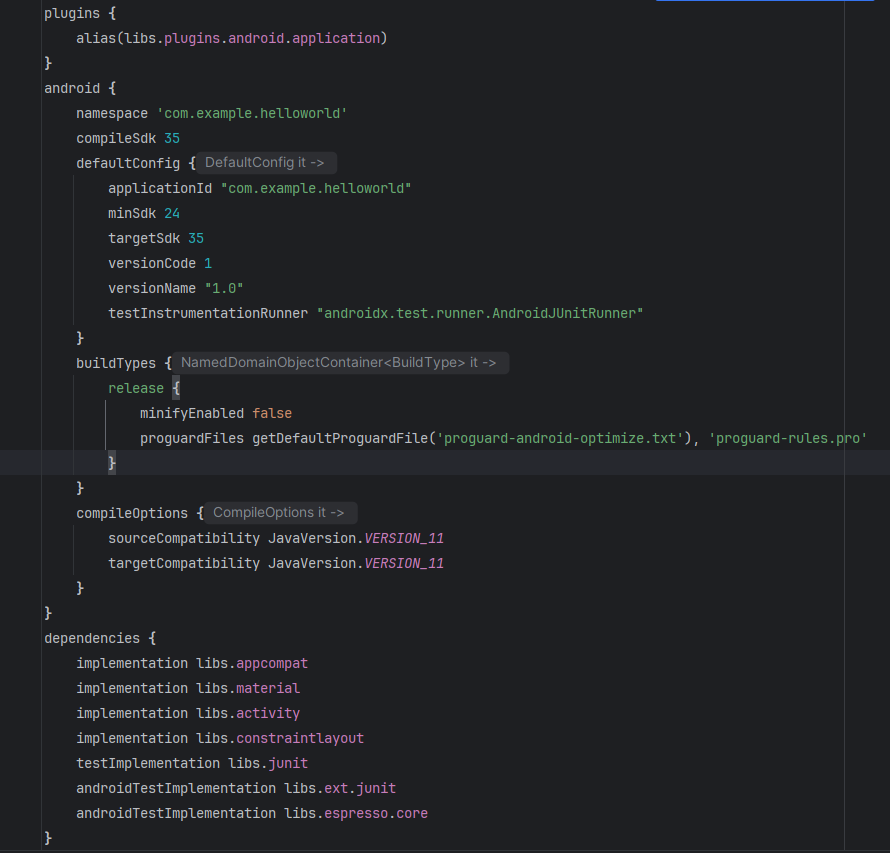 plugins {
alias(libs.plugins.android.application)
}
android {
namespace 'com.example.helloworld'
compileSdk 35
defaultConfig { DefaultConfig it ->
applicationId "com.example.helloworld"
minSdk 24
targetSdk 35
versionCode 1
versionName "1.0"
testInstrumentationRunner "androidx.test.runner.AndroidJUnitRunner"
}
buildTypes { NamedDomainObjectContainer<BuildType> it ->
release {
minifyEnabled false
proguardFiles getDefaultProguardFile('proguard-android-optimize.txt'), 'proguard-rules.pro'
}
}
compileOptions { CompileOptions it ->
sourceCompatibility JavaVersion.VERSION_11
targetCompatibility JavaVersion.VERSION_11
}
}
dependencies {
implementation libs.appcompat
implementation libs.material
implementation libs.activity
implementation libs.constraintlayout
testImplementation libs.junit
androidTestImplementation libs.ext.junit
androidTestImplementation libs.espresso.core
}